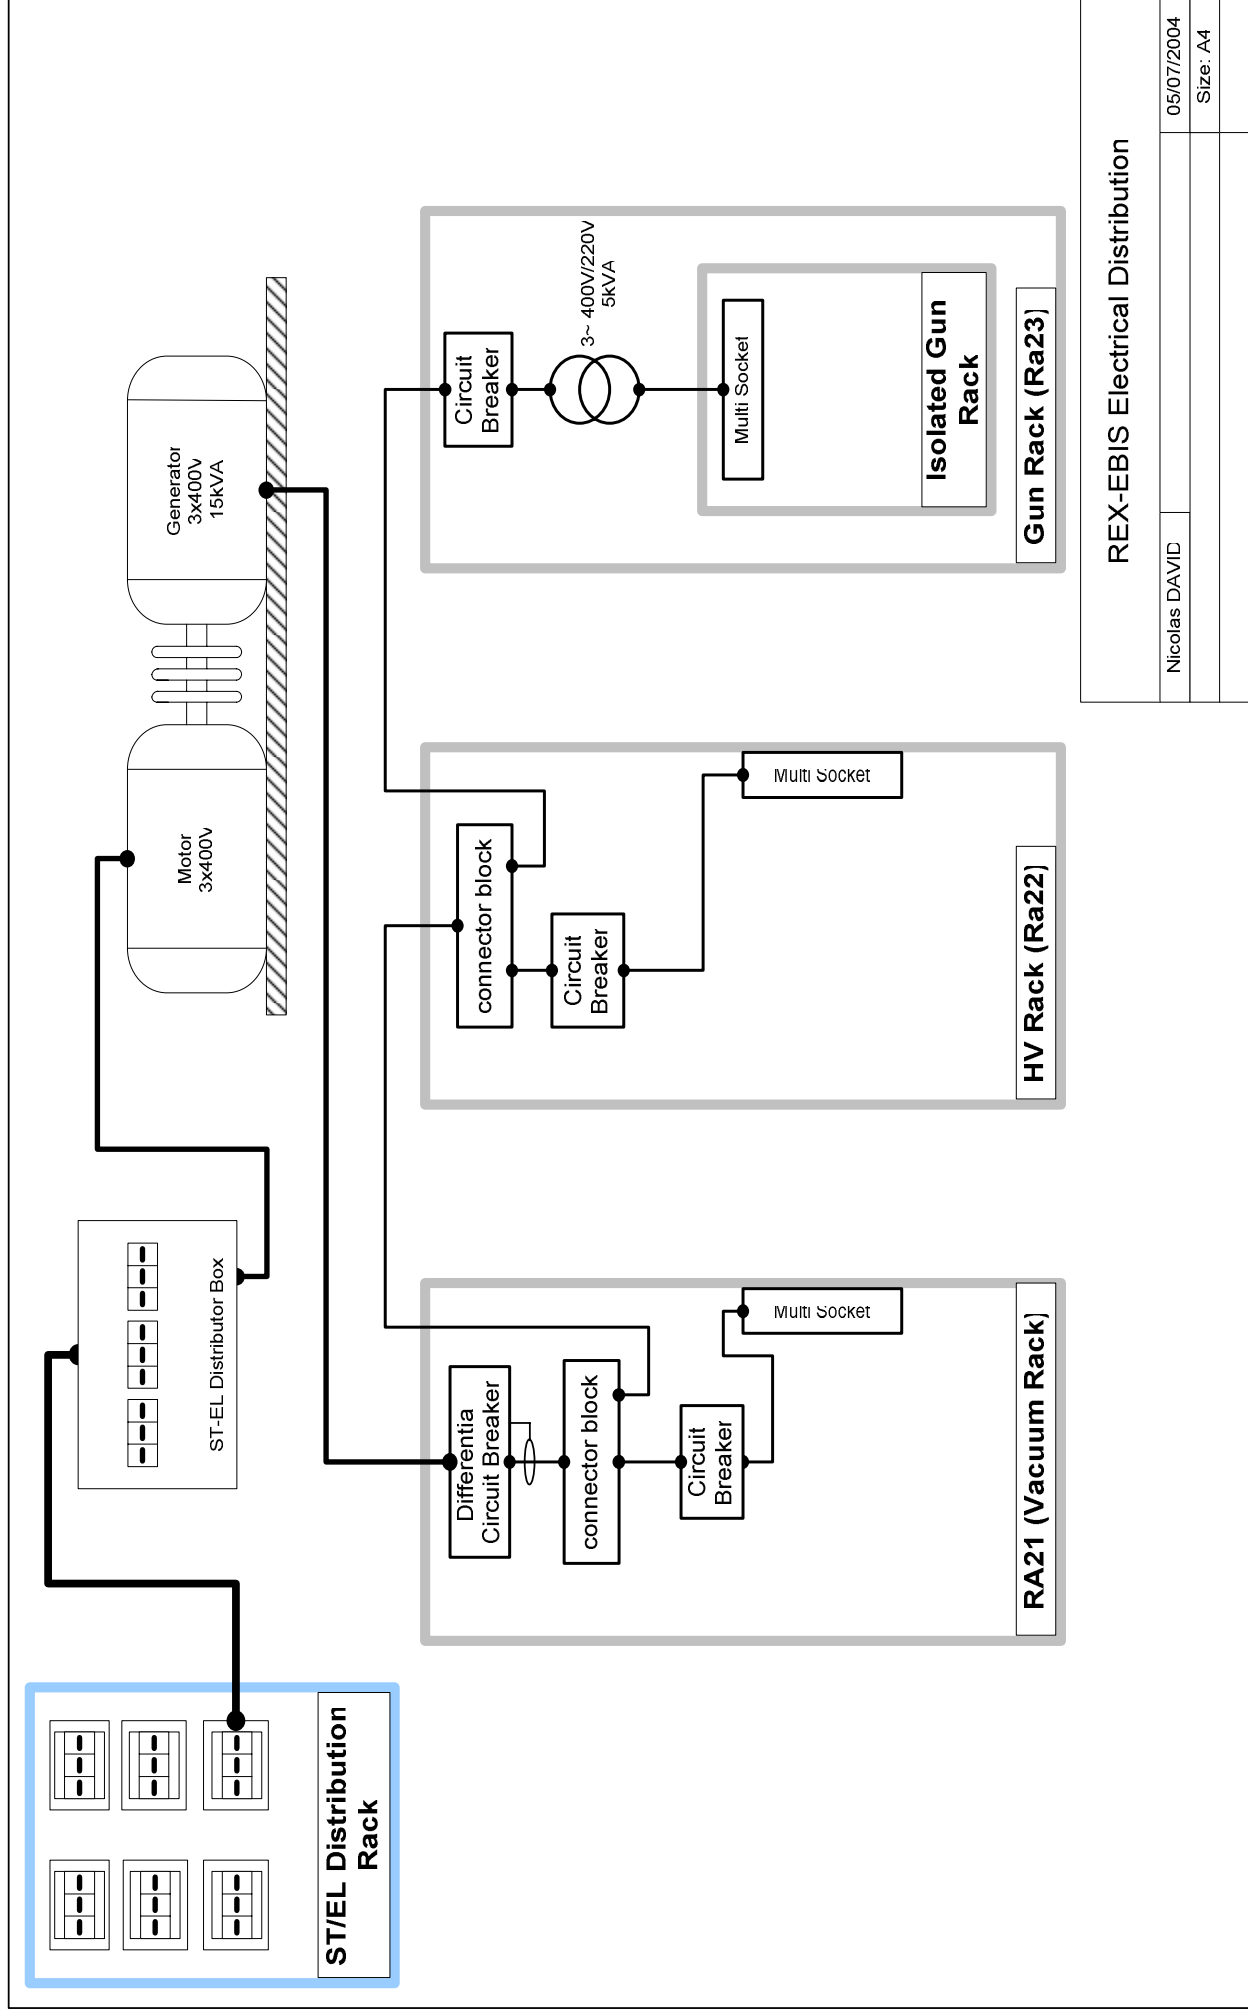 Motor
3x400V
Generator
3x400V
15kVA
ST-EL Distributor Box
ST/EL Distribution
Rack
Differentia
Circuit Breaker
connector block
Circuit
Breaker
Multi Socket
RA21 (Vacuum Rack)
connector block
Circuit
Breaker
Multi Socket
HV Rack (Ra22)
Circuit
Breaker
3~ 400V/220V
5kVA
Multi Socket
Isolated Gun
Rack
Gun Rack (Ra23)
REX-EBIS Electrical Distribution
Nicolas DAVID
05/07/2004
Size: A4